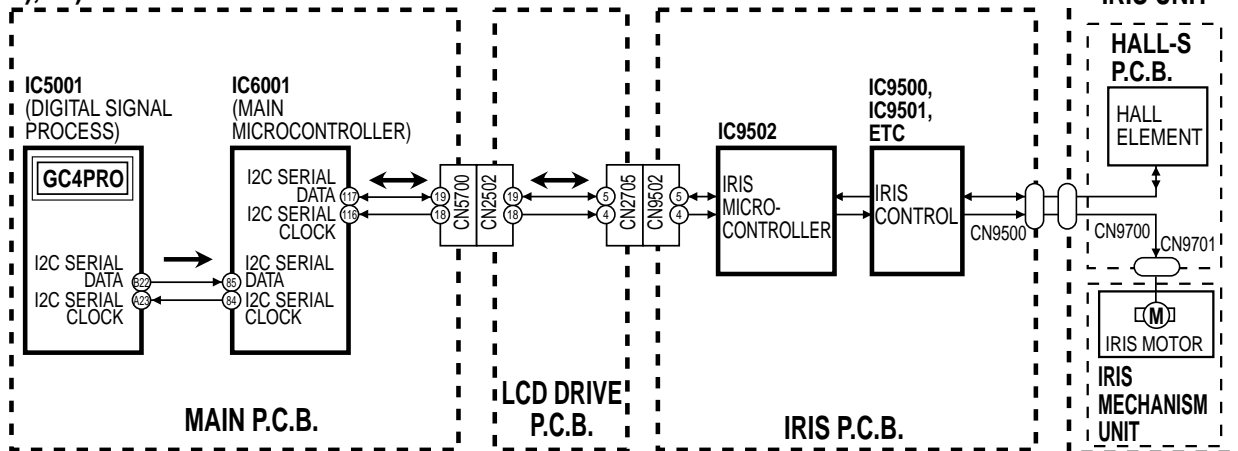 IRIS UNIT
IC5001
(DIGITAL SIGNAL
PROCESS)
GC4PRO
I2C SERIAL
DATA
I2C SERIAL
CLOCK
B22
A23
IC6001
(MAIN
MICROCONTROLLER)
I2C SERIAL
DATA
I2C SERIAL
CLOCK
117
116
I2C SERIAL
DATA
I2C SERIAL
CLOCK
85
84
MAIN P.C.B.
19
18
CN5700
CN2502
19
18
LCD DRIVE
P.C.B.
5
4
CN2705
CN9502
5
4
IC9502
IRIS
MICRO-
CONTROLLER
IC9500,
IC9501,
ETC
IRIS
CONTROL
CN9500
IRIS P.C.B.
HALL-S
P.C.B.
HALL
ELEMENT
CN9700
CN9701
M
IRIS MOTOR
IRIS
MECHANISM
UNIT